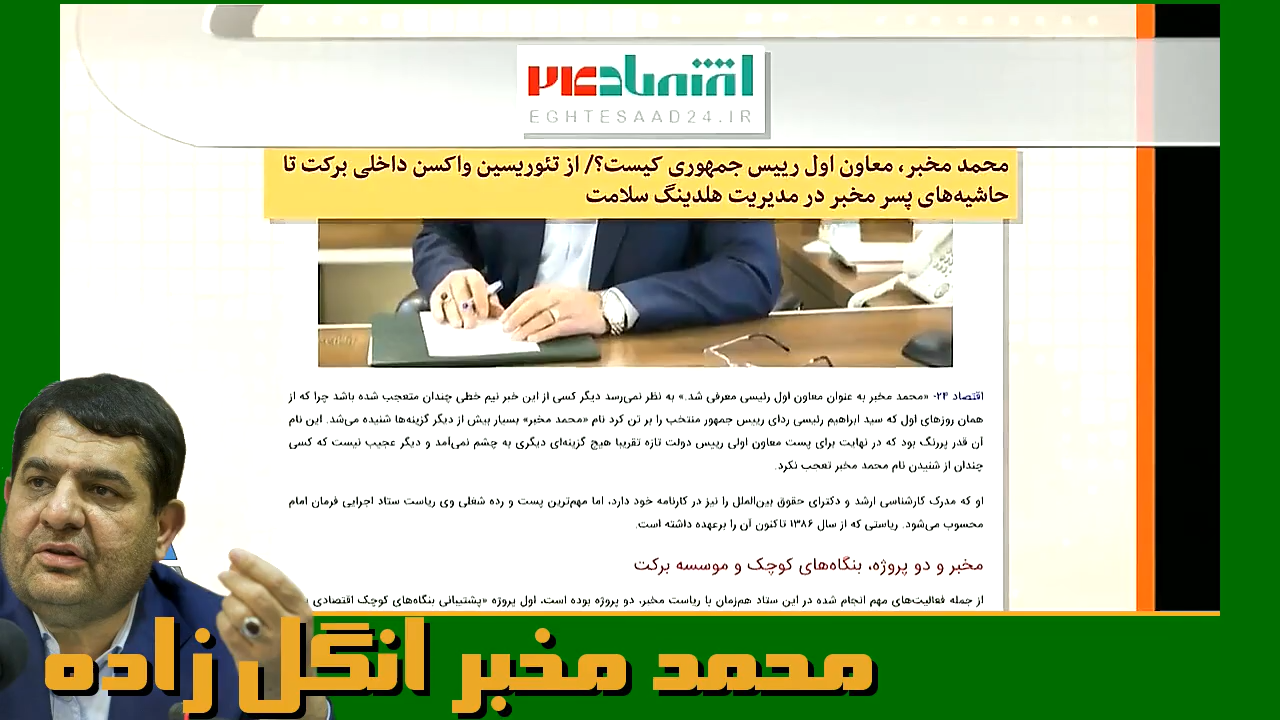 اقتصاد۲۴
EGHTESAAD24.IR
محمد مخبر، معاون اول رییس جمهوری کیست؟/ از تئوریسین واکسن داخلی برکت تا
حاشیه‌های پسر مخبر در مدیریت هلدینگ سلامت
اقتصاد ۲۴- «محمد مخبر به عنوان معاون اول رئیسی معرفی شد.» به نظر نمی‌رسد دیگر کسی از این خبر نیم خطی چندان متعجب شده باشد چرا که از
همان روزهای اول که سید ابراهیم رئیسی ردای رییس جمهور منتخب را بر تن کرد نام «محمد مخبر» بسیار بیش از دیگر گزینه‌ها شنیده می‌شد. این نام
آن قدر پررنگ بود که در نهایت برای پست معاون اولی رییس دولت تازه تقریبا هیچ گزینه‌ای دیگری به چشم نمی‌آمد و دیگر عجیب نیست که کسی
چندان از شنیدن نام محمد مخبر تعجب نکرد.
او که مدرک کارشناسی ارشد و دکترای حقوق بین‌الملل را نیز در کارنامه خود دارد، اما مهم‌ترین پست و رده شغلی وی ریاست ستاد اجرایی فرمان امام
محسوب می‌شود. ریاستی که از سال ۱۳۸۶ تاکنون آن را برعهده داشته است.
مخبر و دو پروژه، بنگاه‌های کوچک و موسسه برکت
از جمله فعالیت‌های مهم انجام شده در این ستاد هم‌زمان با ریاست مخبر، دو پروژه بوده است، اول پروژه «پشتیبانی بنگاه‌های کوچک اقتصادی
محمد مخبر انگل زاده